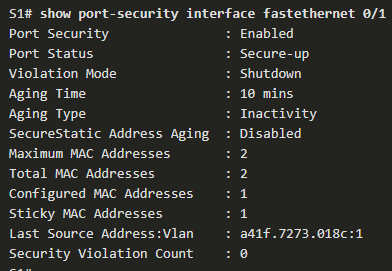 S1# show port-security interface fastethernet 0/1
Port Security : Enabled
Port Status : Secure-up
Violation Mode : Shutdown
Aging Time : 10 mins
Aging Type : Inactivity
SecureStatic Address Aging : Disabled
Maximum MAC Addresses : 2
Total MAC Addresses : 2
Configured MAC Addresses : 1
Sticky MAC Addresses : 1
Last Source Address:Vlan : a41f.7273.018c:1
Security Violation Count : 0
S1#